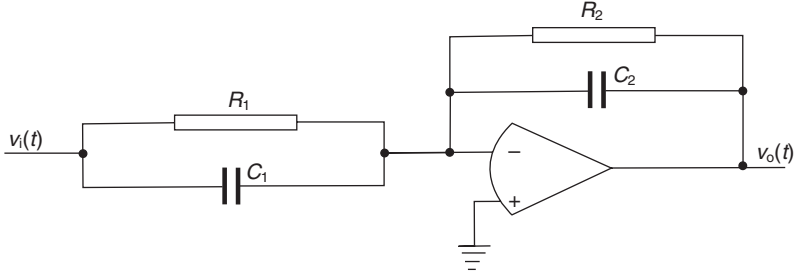 R₂
C₂
R₁
vᵢ(t)
C₁
−
vₒ(t)
+